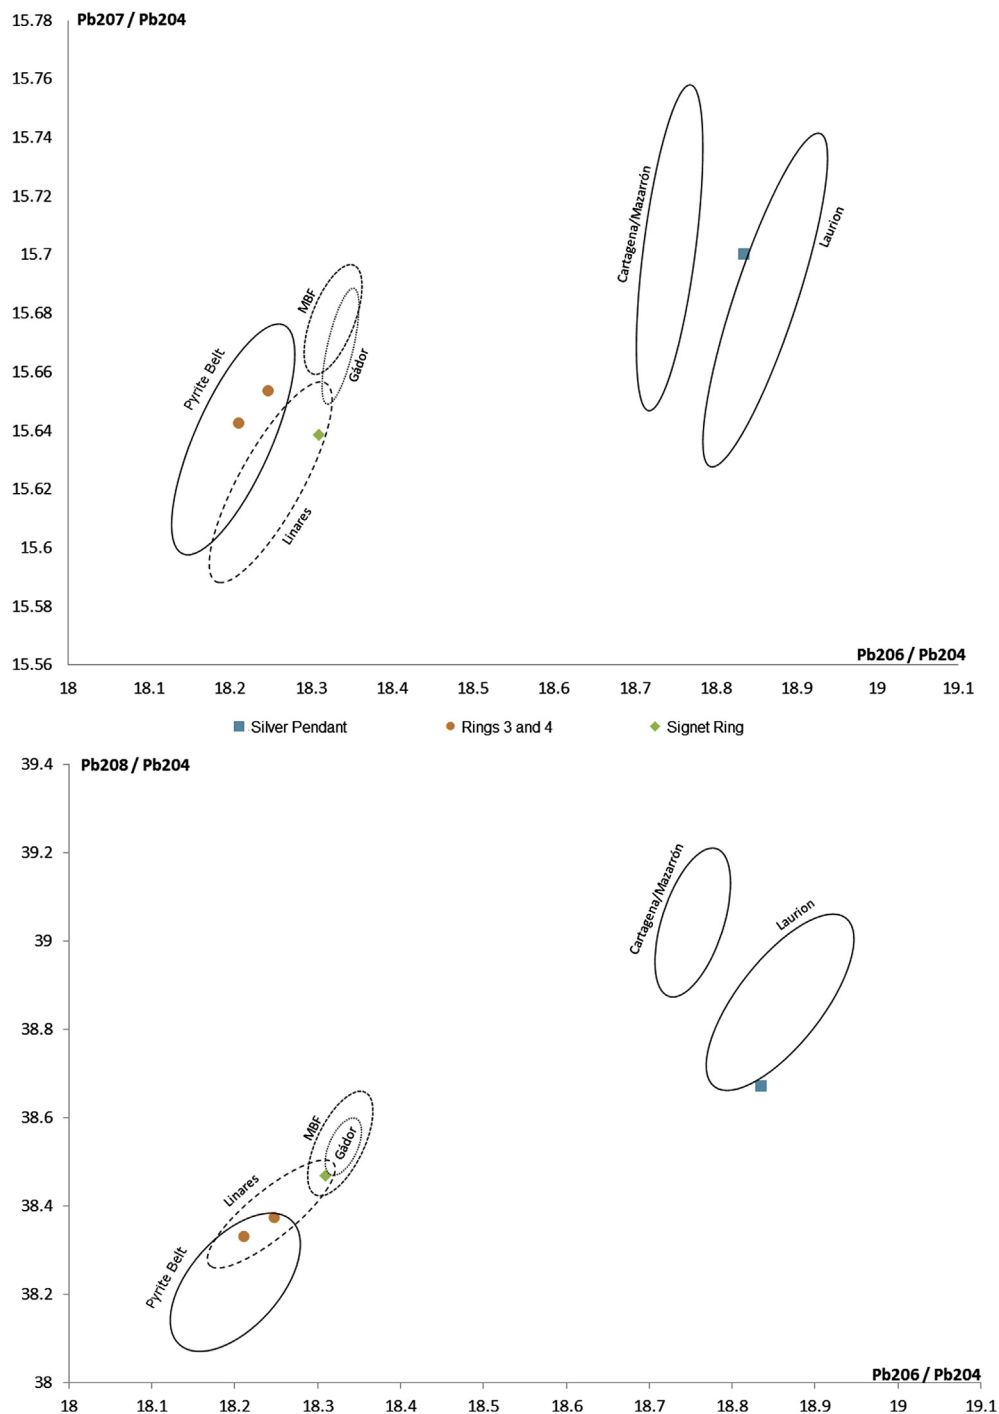 Pb207 / Pb204
15.78
15.76
15.74
15.72
15.7
15.68
15.66
15.64
15.62
15.6
15.58
15.56
Cartagena/Mazarrón
Laurion
MBF
Gádor
Pyrite Belt
Linares
Pb206 / Pb204
18 18.1 18.2 18.3 18.4 18.5 18.6 18.7 18.8 18.9 19 19.1
Silver Pendant Rings 3 and 4 Signet Ring
Pb208 / Pb204
39.4
39.2
39
38.8
38.6
38.4
38.2
38
Cartagena/Mazarrón
Laurion
MBF
Gádor
Linares
Pyrite Belt
Pb206 / Pb204
18 18.1 18.2 18.3 18.4 18.5 18.6 18.7 18.8 18.9 19 19.1